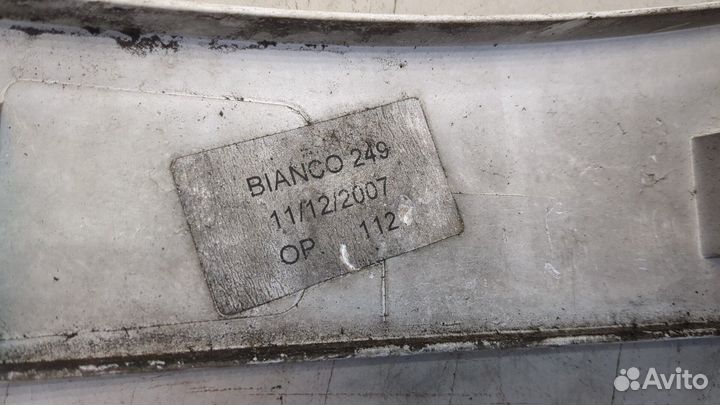 BIANCO 249
11/12/2007
OP 112
Avito